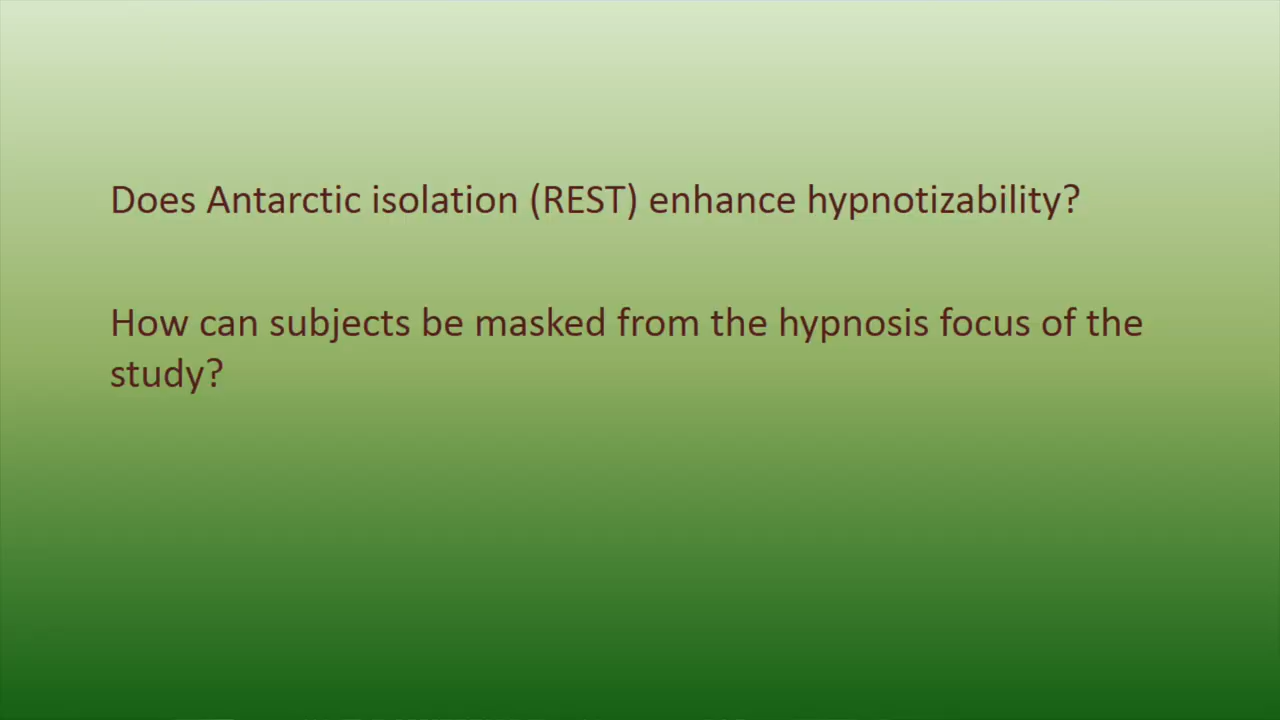 Does Antarctic isolation (REST) enhance hypnotizability?
How can subjects be masked from the hypnosis focus of the
study?